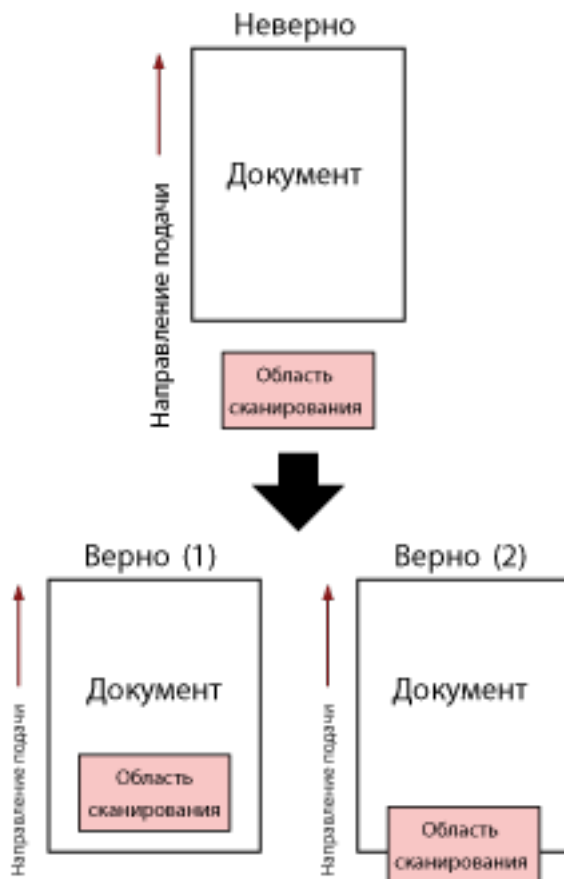 Неверно
Направление подачи
Документ
Область
сканирования
Верно (1)
Верно (2)
Направление подачи
Документ
Область
сканирования
Направление подачи
Документ
Область
сканирования